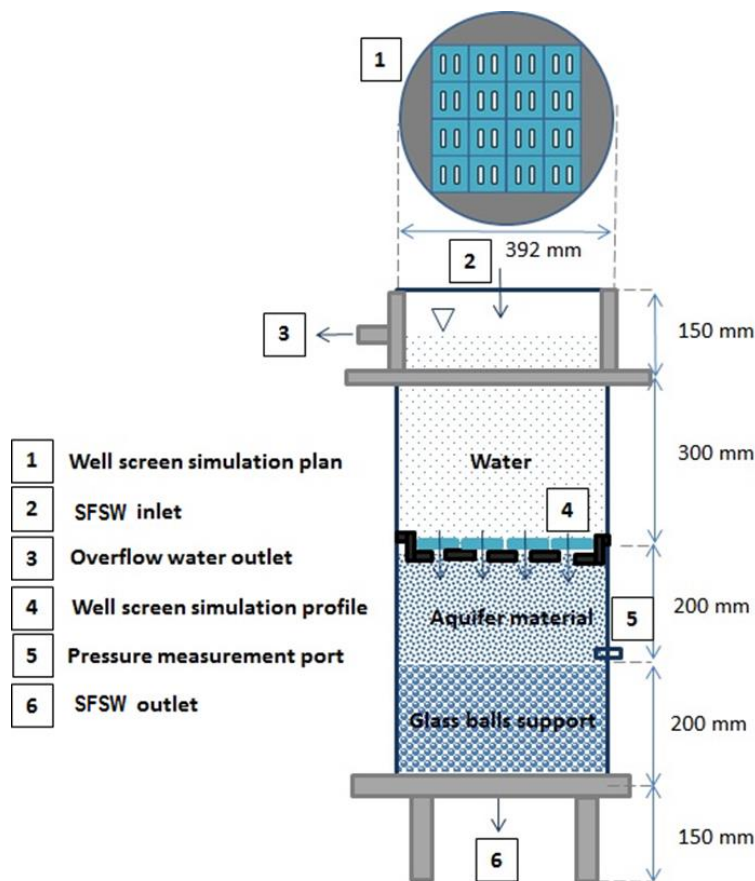 1
2
392 mm
3
150 mm
300 mm
Water
4
1 Well screen simulation plan
2 SFSW inlet
3 Overflow water outlet
4 Well screen simulation profile
5 Pressure measurement port
6 SFSW outlet
200 mm
Aquifer material
5
Glass balls support
200 mm
150 mm
6